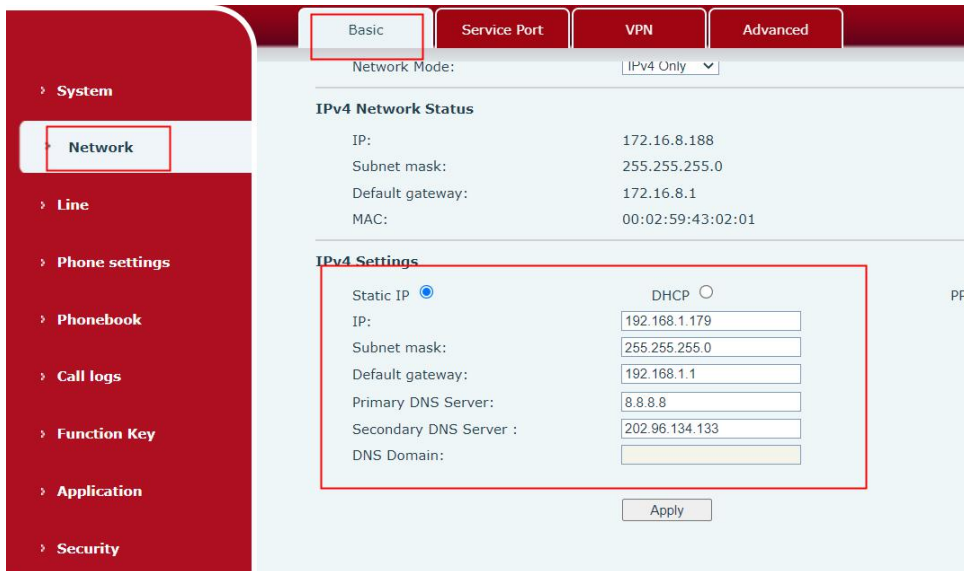 Basic Service Port VPN Advanced
System
Network
Line
Phone settings
Phonebook
Call logs
Function Key
Application
Security
Network Mode: IPv4 Only
IPv4 Network Status
IP: 172.16.8.188
Subnet mask: 255.255.255.0
Default gateway: 172.16.8.1
MAC: 00:02:59:43:02:01
IPv4 Settings
Static IP DHCP PP
IP: 192.168.1.179
Subnet mask: 255.255.255.0
Default gateway: 192.168.1.1
Primary DNS Server: 8.8.8.8
Secondary DNS Server : 202.96.134.133
DNS Domain:
Apply